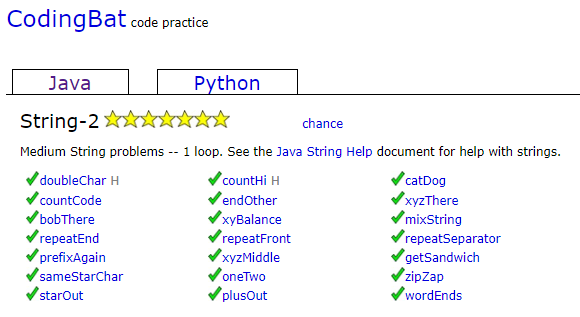 CodingBat code practice
Java Python
String-2 chance
Medium String problems -- 1 loop. See the Java String Help document for help with strings.
doubleChar H countHi H catDog
countCode endOther xyzThere
bobThere xyBalance mixString
repeatEnd repeatFront repeatSeparator
prefixAgain xyzMiddle getSandwich
sameStarChar oneTwo zipZap
starOut plusOut wordEnds